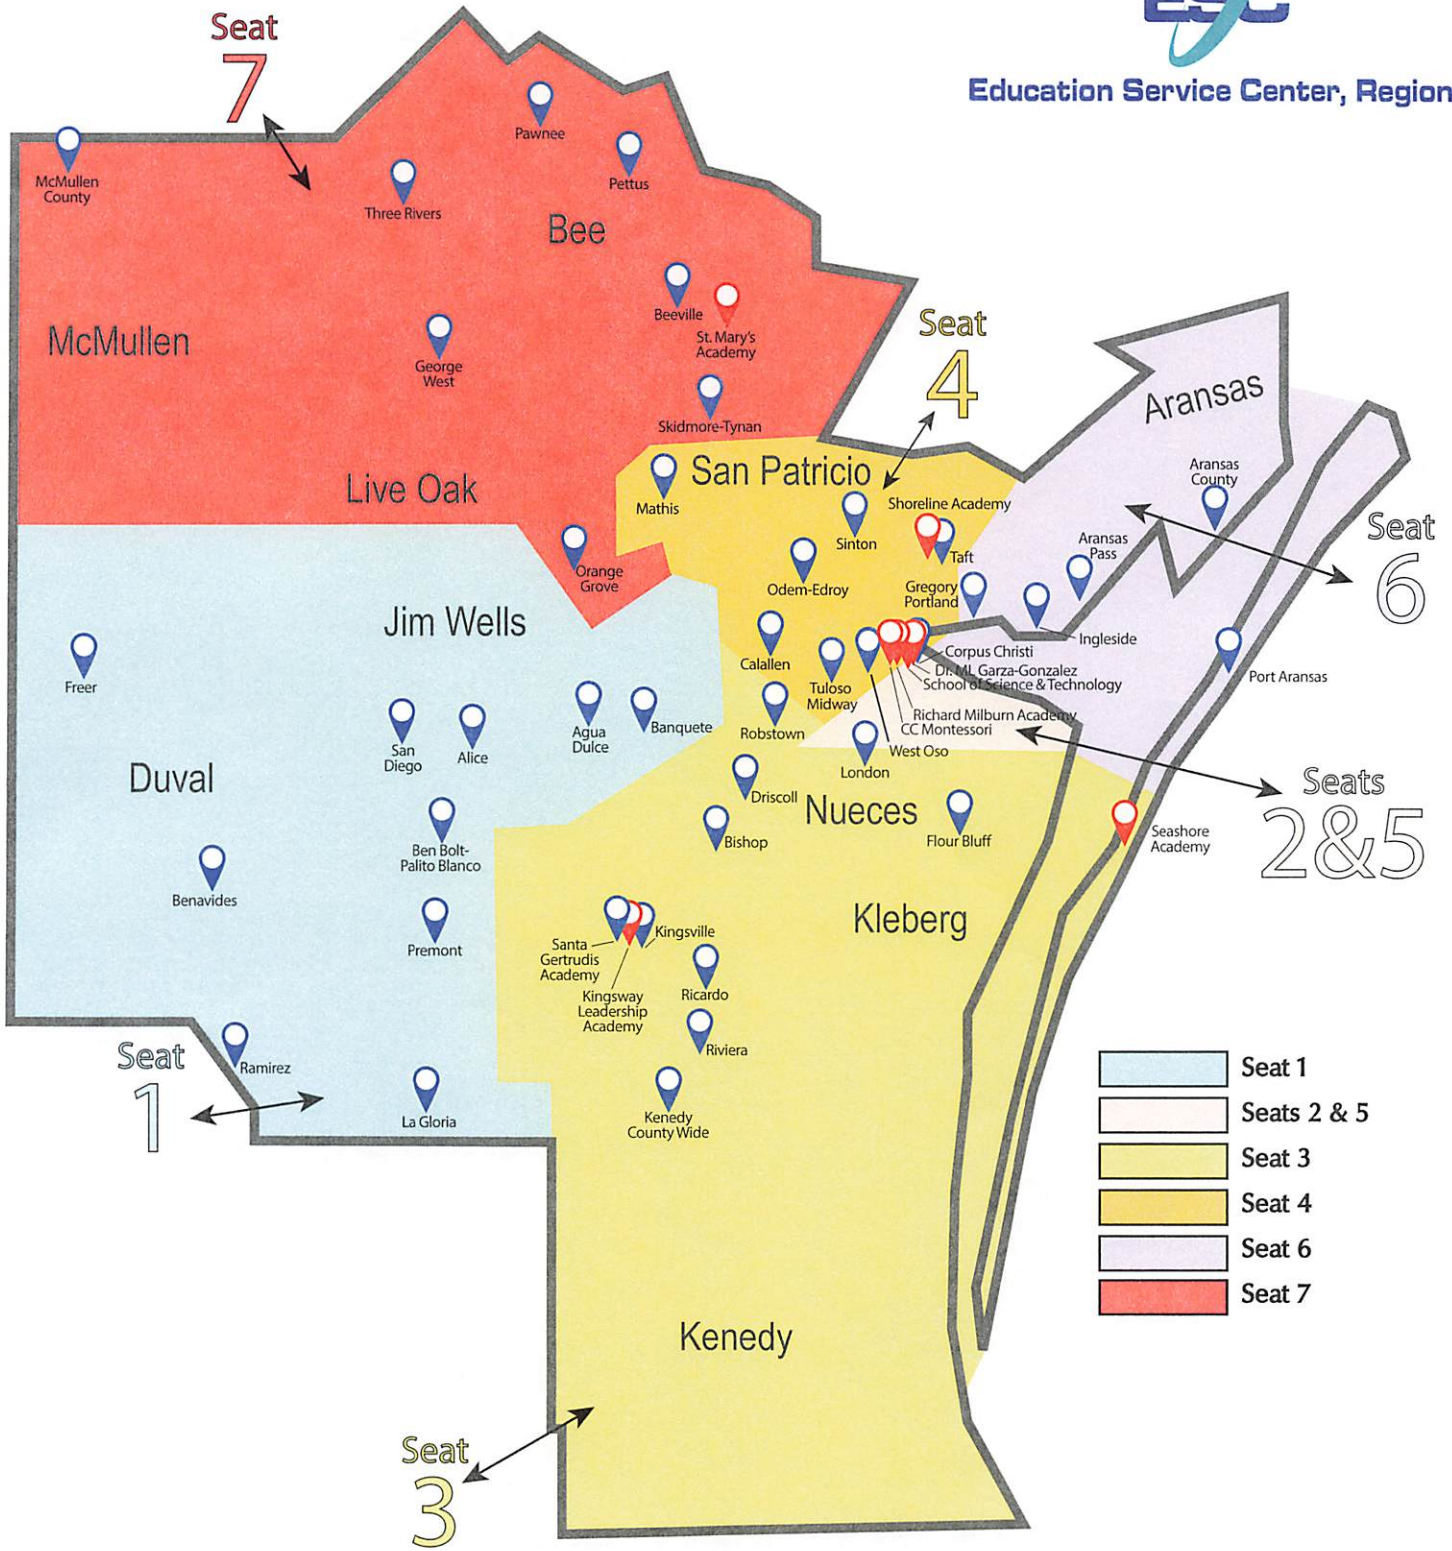 ESC
Education Service Center, Region
Seat
7
Pawnee
McMullen
County
Pettus
Three Rivers
Bee
Beeville
St. Mary's
Academy
McMullen
George
West
Seat
4
Skidmore-Tynan
Aransas
San Patricio
Live Oak
Mathis
Shoreline Academy
Sinton
Taft
Aransas
County
Aransas
Pass
Seat
6
Orange
Grove
Odem-Edroy
Gregory
Portland
Jim Wells
Ingleside
Calallen
Corpus Christi
Dr. ML Garza-Gonzalez
School of Science & Technology
Port Aransas
Freer
Tuloso
Midway
Richard Milburn Academy
CC Montessori
West Oso
San
Diego
Alice
Agua
Dulce
Banquete
Robstown
London
Duval
Driscoll
Nueces
Seats
2&5
Bishop
Flour Bluff
Seashore
Academy
Ben Bolt-
Palito Blanco
Benavides
Premont
Kleberg
Santa
Gertrudis
Academy
Kingsville
Kingsway
Leadership
Academy
Ricardo
Riviera
Seat
1
Ramirez
La Gloria
Kenedy
County Wide
Seat 1
Seats 2 & 5
Seat 3
Seat 4
Seat 6
Seat 7
Kenedy
Seat
3